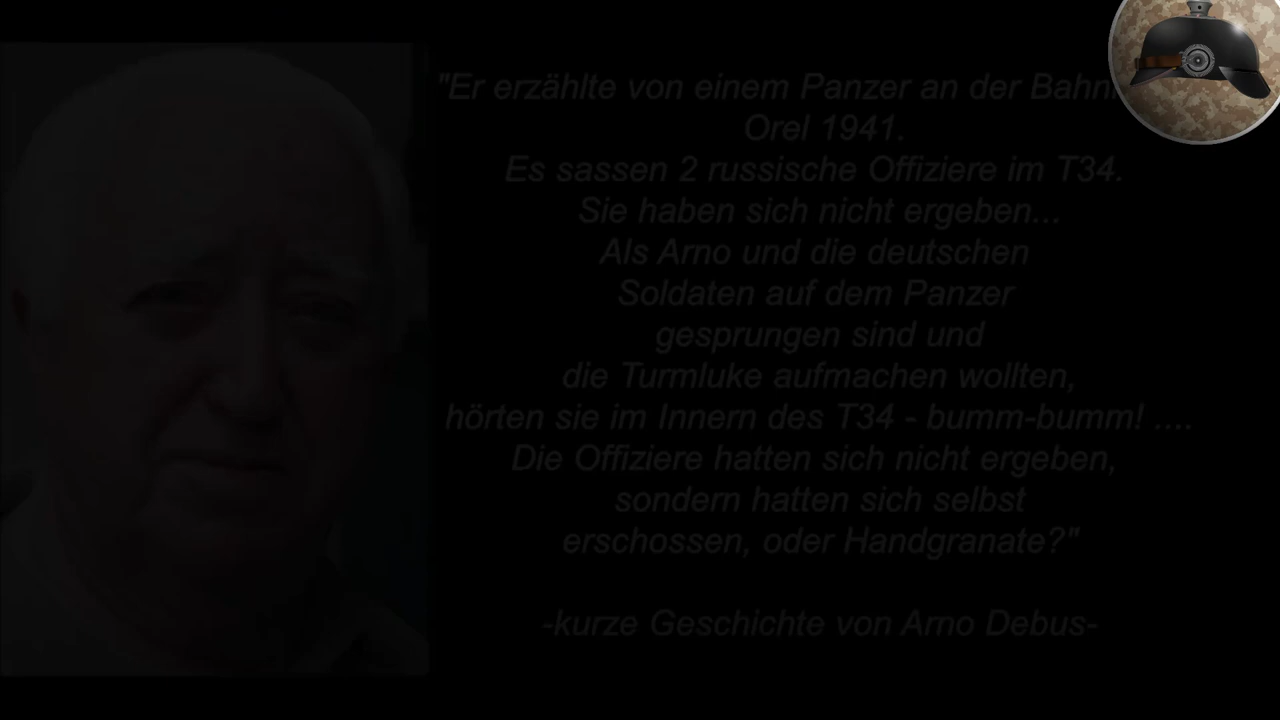 "Er erzählte von einem Panzer an der
Orel 1941.
Es sassen 2 russische Offiziere im T34.
Sie haben sich nicht ergeben...
Als Arno und die deutschen
Soldaten auf dem Panzer
gesprungen sind und
die Turmluke aufmachen wollten,
hörten sie im Innern des T34 - bumm-bumm! ....
Die Offiziere hatten sich nicht ergeben,
sondern hatten sich selbst
erschossen, oder Handgranate?"
-kurze Geschichte von Arno Debus-